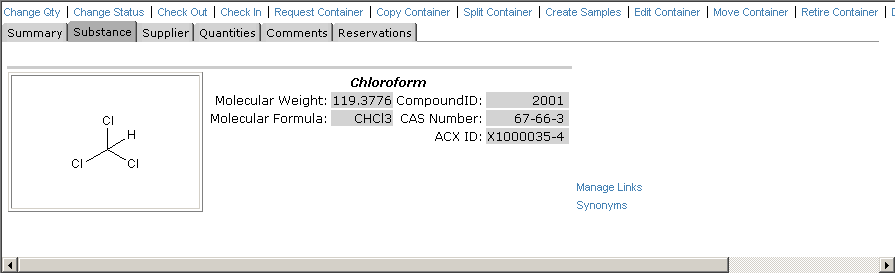 Change Qty | Change Status | Check Out | Check In | Request Container | Copy Container | Split Container | Create Samples | Edit Container | Move Container | Retire Container |
Summary Substance Supplier Quantities Comments Reservations
Chloroform
Molecular Weight: 119.3776 CompoundID: 2001
Molecular Formula: CHCl3 CAS Number: 67-66-3
ACX ID: X1000035-4
Cl
H
Cl Cl
Manage Links
Synonyms